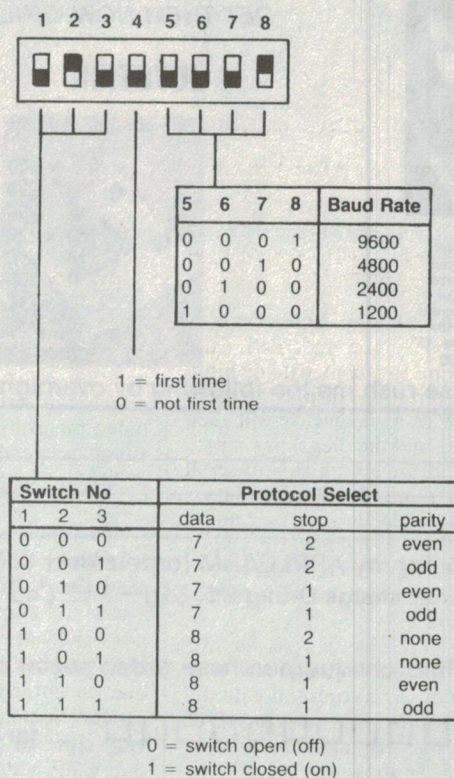 1 2 3 4 5 6 7 8
5 6 7 8 Baud Rate
0 0 0 1 9600
0 0 1 0 4800
0 1 0 0 2400
1 0 0 0 1200
1 = first time
0 = not first time
Switch No Protocol Select
1 2 3 data stop parity
0 0 0 7 2 even
0 0 1 7 2 odd
0 1 0 7 1 even
0 1 1 7 1 odd
1 0 0 8 2 none
1 0 1 8 1 none
1 1 0 8 1 even
1 1 1 8 1 odd
0 = switch open (off)
1 = switch closed (on)